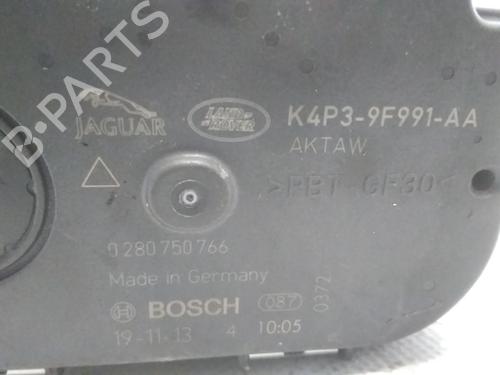 B-PARTS
JAGUAR
LAND-
ROVER
K4P3-9F991-AA
AKTAW
>PBT-GF30<
0 280 750 766
Made in Germany
BOSCH
087
0372
19-11-13 4 10:05